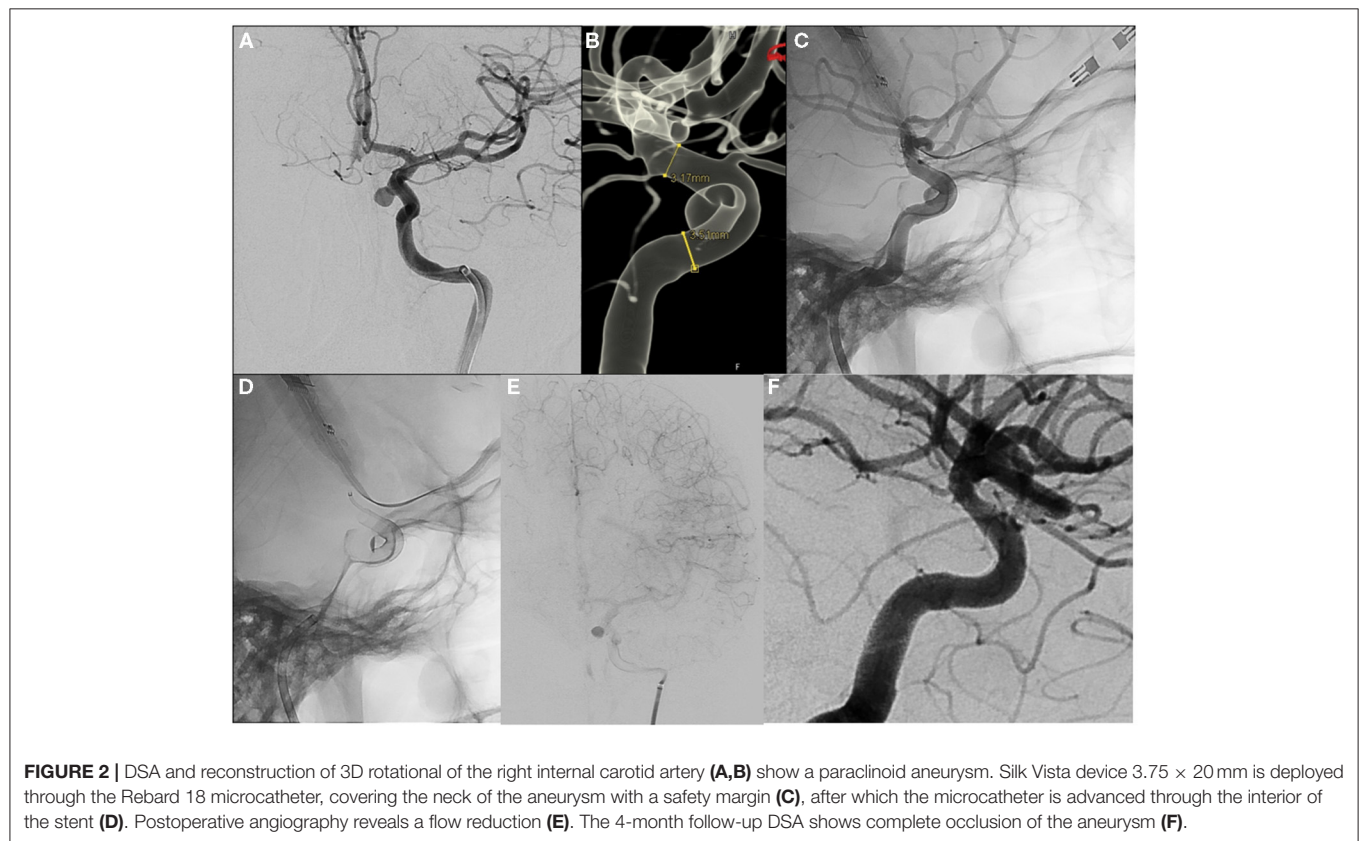 A
B
C
3.17mm
F
D
E
F
FIGURE 2 | DSA and reconstruction of 3D rotational of the right internal carotid artery (A,B) show a paraclinoid aneurysm. Silk Vista device 3.75 × 20 mm is deployed
through the Rebard 18 microcatheter, covering the neck of the aneurysm with a safety margin (C), after which the microcatheter is advanced through the interior of
the stent (D). Postoperative angiography reveals a flow reduction (E). The 4-month follow-up DSA shows complete occlusion of the aneurysm (F).